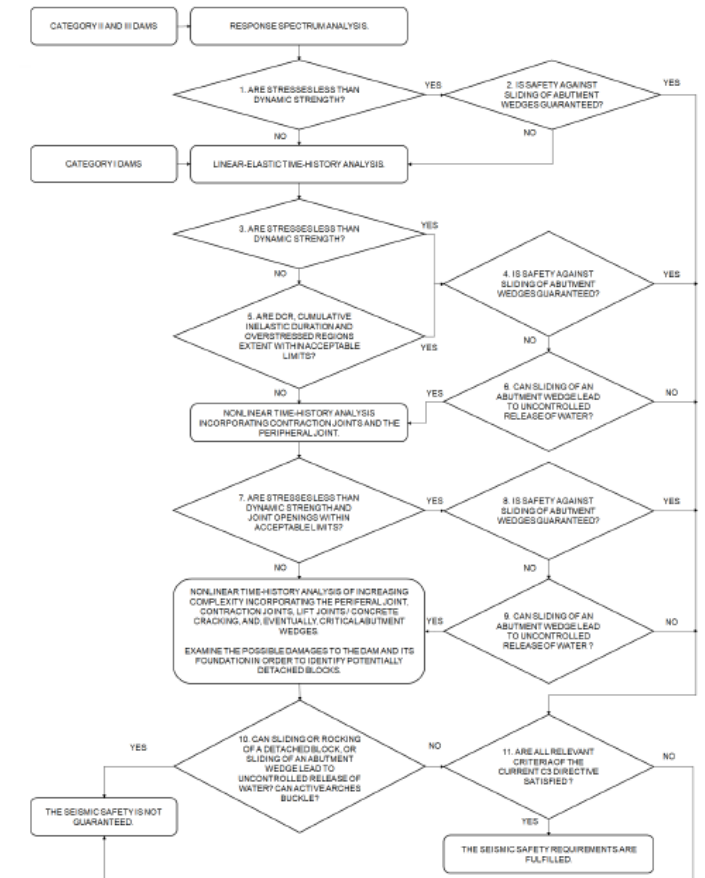 CATEGORY II AND III DAMS
RESPONSE SPECTRUM ANALYSIS.
1. ARE STRESSES LESS THAN
DYNAMIC STRENGTH?
YES
2. IS SAFETY AGAINST
SLIDING OF ABUTMENT
WEDGES GUARANTEED?
YES
NO
NO
CATEGORY I DAMS
LINEAR-ELASTIC TIME-HISTORY ANALYSIS.
3. ARE STRESSES LESS THAN
DYNAMIC STRENGTH?
YES
NO
4. IS SAFETY AGAINST
SLIDING OF ABUTMENT
WEDGES GUARANTEED?
YES
NO
5. ARE DCR, CUMULATIVE
INELASTIC DURATION AND
OVERSTRESSED REGIONS
EXTENT WITHIN ACCEPTABLE
LIMITS?
YES
NO
6. CAN SLIDING OF AN
ABUTMENT WEDGE LEAD
TO UNCONTROLLED
RELEASE OF WATER?
YES
NO
NONLINEAR TIME-HISTORY ANALYSIS
INCORPORATING CONTRACTION JOINTS AND THE
PERIPHERAL JOINT.
7. ARE STRESSES LESS THAN
DYNAMIC STRENGTH AND
JOINT OPENINGS WITHIN
ACCEPTABLE LIMITS?
YES
NO
8. IS SAFETY AGAINST
SLIDING OF ABUTMENT
WEDGES GUARANTEED?
YES
NO
NONLINEAR TIME-HISTORY ANALYSIS OF INCREASING
COMPLEXITY INCORPORATING THE PERIFERAL JOINT,
CONTRACTION JOINTS, LIFT JOINTS / CONCRETE
CRACKING, AND, EVENTUALLY, CRITICAL ABUTMENT
WEDGES.
EXAMINE THE POSSIBLE DAMAGES TO THE DAM AND ITS
FOUNDATION IN ORDER TO IDENTIFY POTENTIALLY
DETACHED BLOCKS.
YES
9. CAN SLIDING OF AN
ABUTMENT WEDGE LEAD
TO UNCONTROLLED
RELEASE OF WATER ?
NO
YES
10. CAN SLIDING OR ROCKING
OF A DETACHED BLOCK, OR
SLIDING OF AN ABUTMENT
WEDGE LEAD TO
UNCONTROLLED RELEASE OF
WATER? CAN ACTIVE ARCHES
BUCKLE?
NO
11. ARE ALL RELEVANT
CRITERIA OF THE
CURRENT C3 DIRECTIVE
SATISFIED ?
NO
YES
THE SEISMIC SAFETY IS NOT
GUARANTEED.
THE SEISMIC SAFETY REQUIREMENTS ARE
FULFILLED.